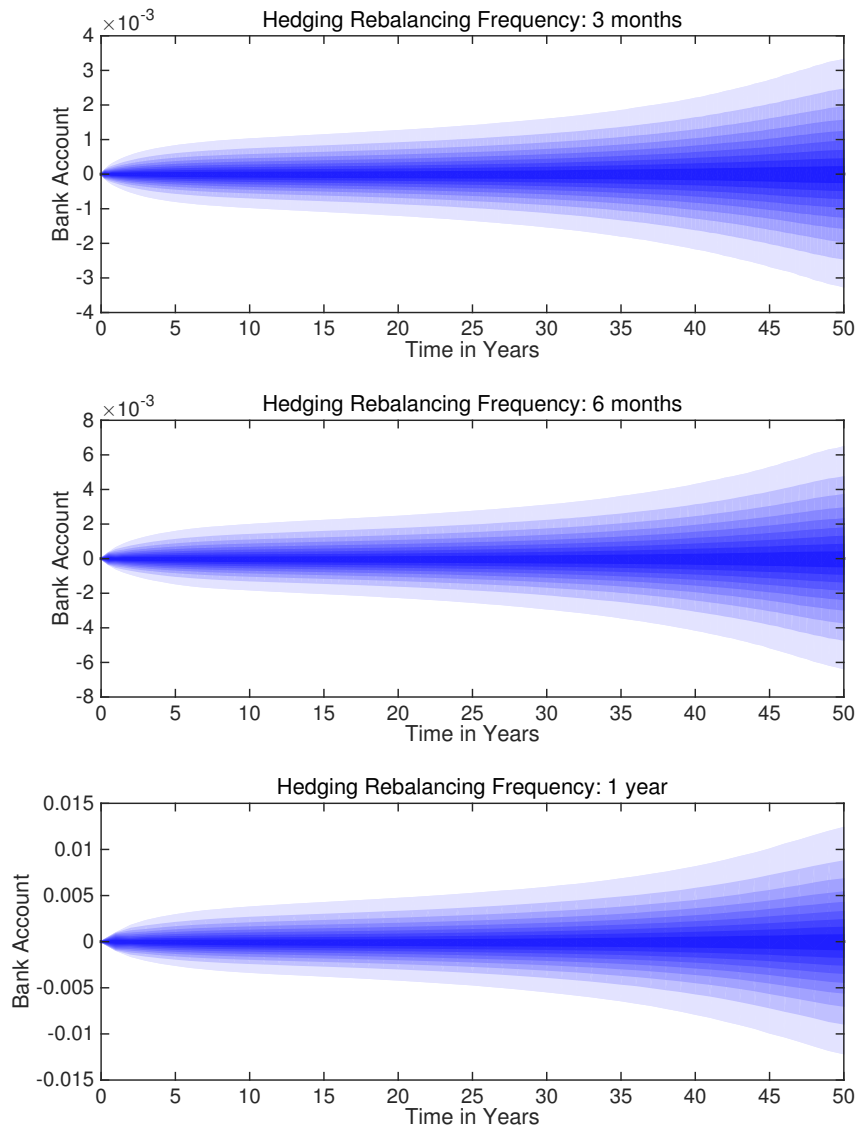 Hedging Rebalancing Frequency: 3 months
×10-3
4
3
2
1
0
-1
-2
-3
-4
Bank Account
0 5 10 15 20 25 30 35 40 45 50
Time in Years
Hedging Rebalancing Frequency: 6 months
×10-3
8
6
4
2
0
-2
-4
-6
-8
Bank Account
0 5 10 15 20 25 30 35 40 45 50
Time in Years
Hedging Rebalancing Frequency: 1 year
0.015
0.01
0.005
0
-0.005
-0.01
-0.015
Bank Account
0 5 10 15 20 25 30 35 40 45 50
Time in Years